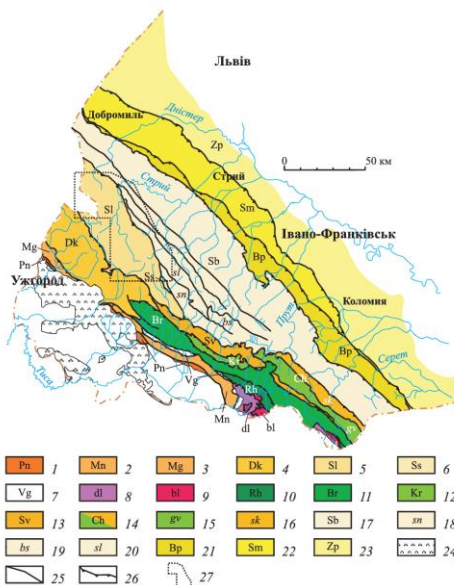 Львів
Дністер
Добромиль
Zp
0 50 км
Стрий
Стрий
Sm
Sl
Івано-Франківськ
Mg
Dk
Sb
Bp
Pn
Ss
sl
Ужгород
sn
Коломия
bs
Прут
Br
Sv
Bp
Серет
Тиса
Pn
Kr
Ch
Vg
Rh
sk
Mn
dl
bl
gv
Pn 1 Mn 2 Mg 3 Dk 4 Sl 5 Ss 6
Vg 7 dl 8 bl 9 Rh 10 Br 11 Kr 12
Sv 13 Ch 14 gv 15 sk 16 Sb 17 sn 18
bs 19 sl 20 Bp 21 Sm 22 Zp 23 24
25 26 27